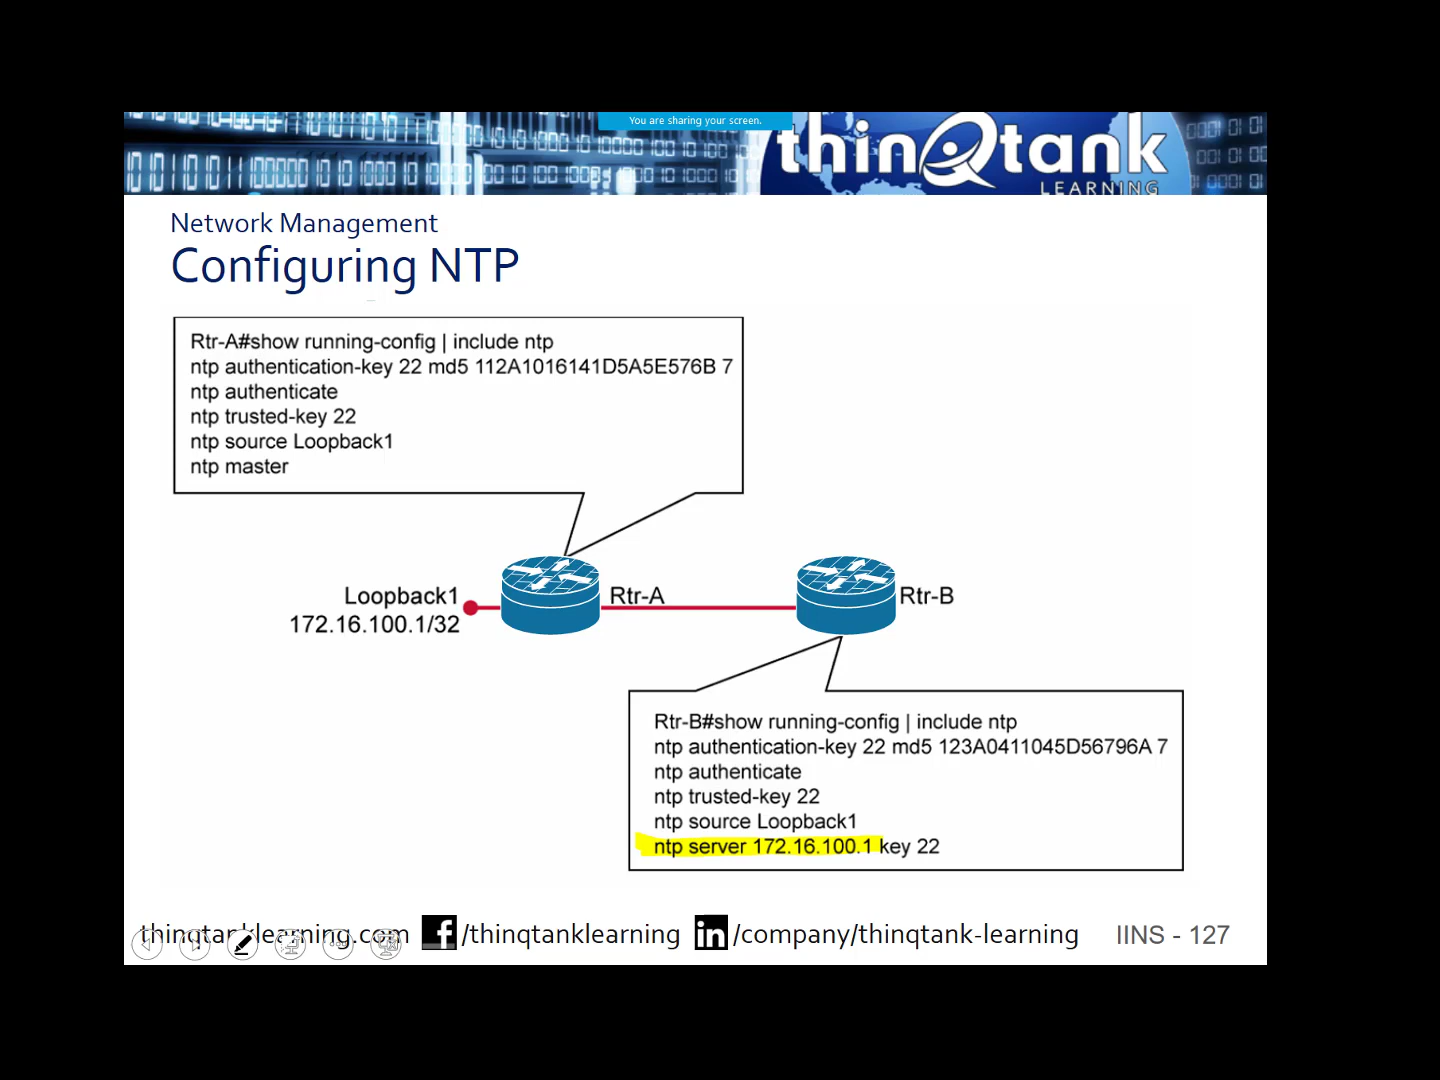 You are sharing your screen.
thinQtank
LEARNING
Network Management
Configuring NTP
Rtr-A#show running-config | include ntp
ntp authentication-key 22 md5 112A1016141D5A5E576B 7
ntp authenticate
ntp trusted-key 22
ntp source Loopback1
ntp master
Loopback1
172.16.100.1/32
Rtr-A
Rtr-B
Rtr-B#show running-config | include ntp
ntp authentication-key 22 md5 123A0411045D56796A 7
ntp authenticate
ntp trusted-key 22
ntp source Loopback1
ntp server 172.16.100.1 key 22
thinqtanklearning.com f /thinqtanklearning in /company/thinqtank-learning IINS - 127